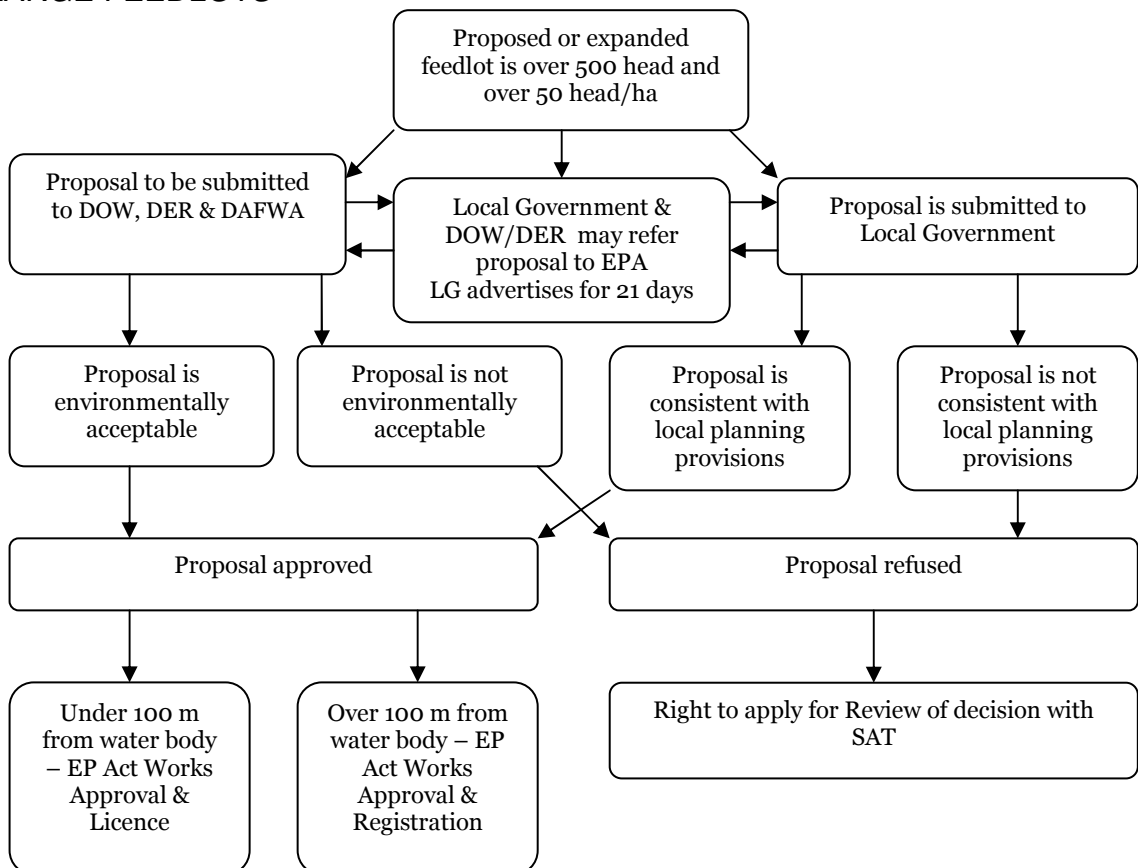 Proposed or expanded
feedlot is over 500 head and
over 50 head/ha
Proposal to be submitted
to DOW, DER & DAFWA
Local Government &
DOW/DER may refer
proposal to EPA
LG advertises for 21 days
Proposal is submitted to
Local Government
Proposal is
environmentally
acceptable
Proposal is not
environmentally
acceptable
Proposal is
consistent with
local planning
provisions
Proposal is not
consistent with
local planning
provisions
Proposal approved
Proposal refused
Under 100 m
from water body
– EP Act Works
Approval &
Licence
Over 100 m from
water body – EP
Act Works
Approval &
Registration
Right to apply for Review of decision with
SAT